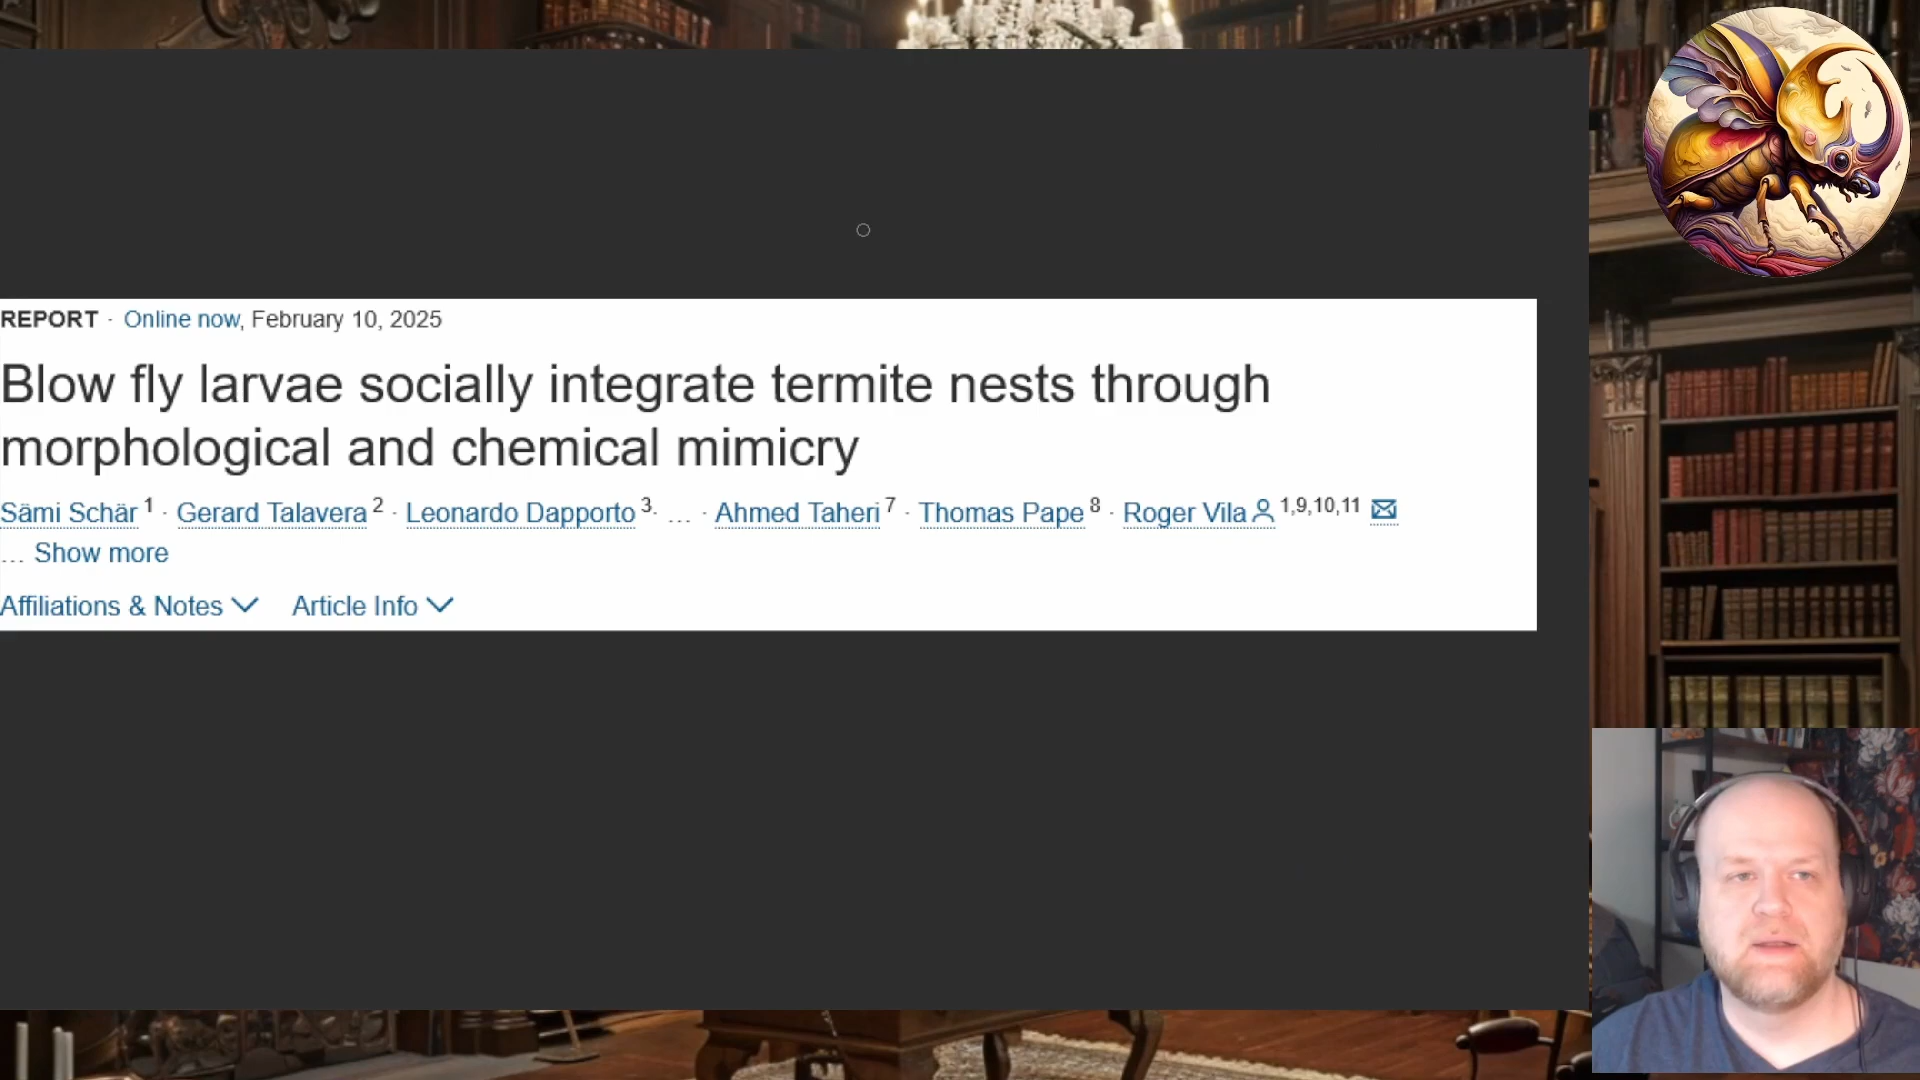 REPORT · Online now, February 10, 2025
Blow fly larvae socially integrate termite nests through
morphological and chemical mimicry
Sämi Schär 1 · Gerard Talavera 2 · Leonardo Dapporto 3· ... · Ahmed Taheri 7 · Thomas Pape 8 · Roger Vila 1,9,10,11
... Show more
Affiliations & Notes Article Info